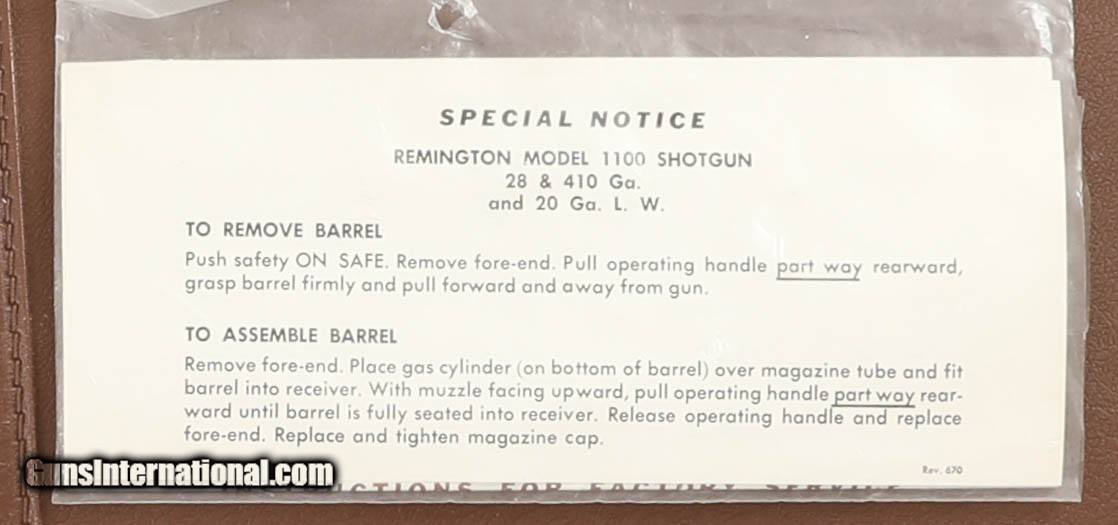 SPECIAL NOTICE
REMINGTON MODEL 1100 SHOTGUN
28 & 410 Ga.
and 20 Ga. L. W.
TO REMOVE BARREL
Push safety ON SAFE. Remove fore-end. Pull operating handle part way rearward,
grasp barrel firmly and pull forward and away from gun.
TO ASSEMBLE BARREL
Remove fore-end. Place gas cylinder (on bottom of barrel) over magazine tube and fit
barrel into receiver. With muzzle facing upward, pull operating handle part way rear-
ward until barrel is fully seated into receiver. Release operating handle and replace
fore-end. Replace and tighten magazine cap.
Rev. 670
GunsInternational.com
FOR FACTORY SERVICE